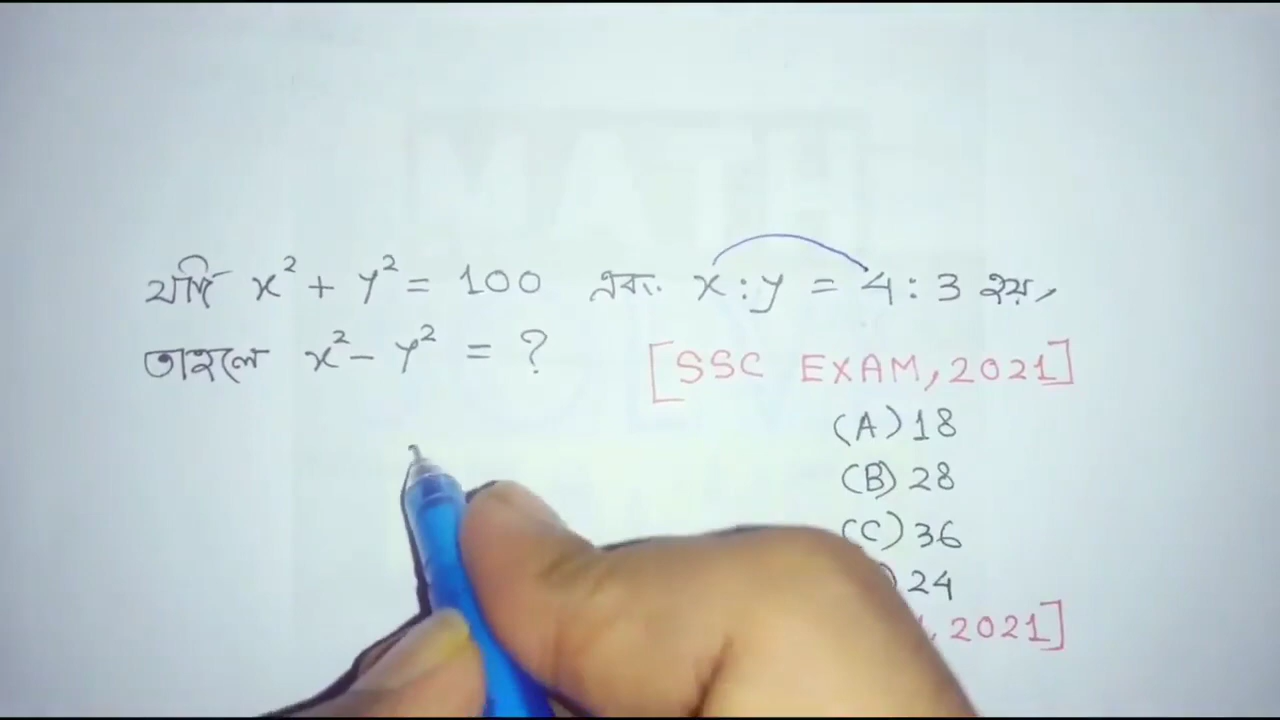 যদি x² + y² = 100 এবং x : y = 4 : 3 হয়,
তাহলে x² - y² = ?
[SSC EXAM, 2021]
(A) 18
(B) 28
(C) 36
) 24
, 2021]